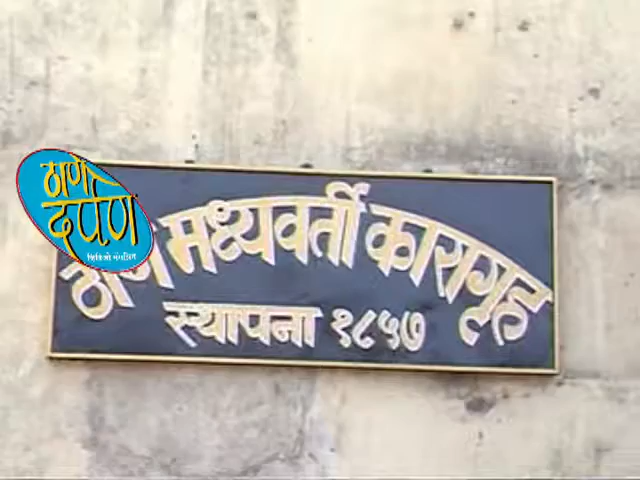 ठाणे
दर्पण
ठाणे मध्यवर्ती कारागृह
स्थापना १८५७